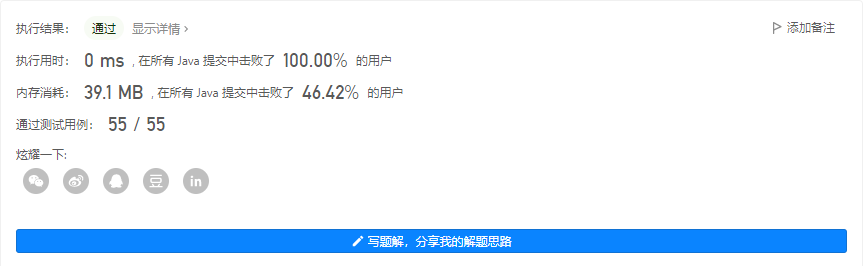 执行结果： 通过 显示详情 › 添加备注
执行用时： 0 ms , 在所有 Java 提交中击败了 100.00% 的用户
内存消耗： 39.1 MB , 在所有 Java 提交中击败了 46.42% 的用户
通过测试用例： 55 / 55
炫耀一下:
豆 in
写题解，分享我的解题思路